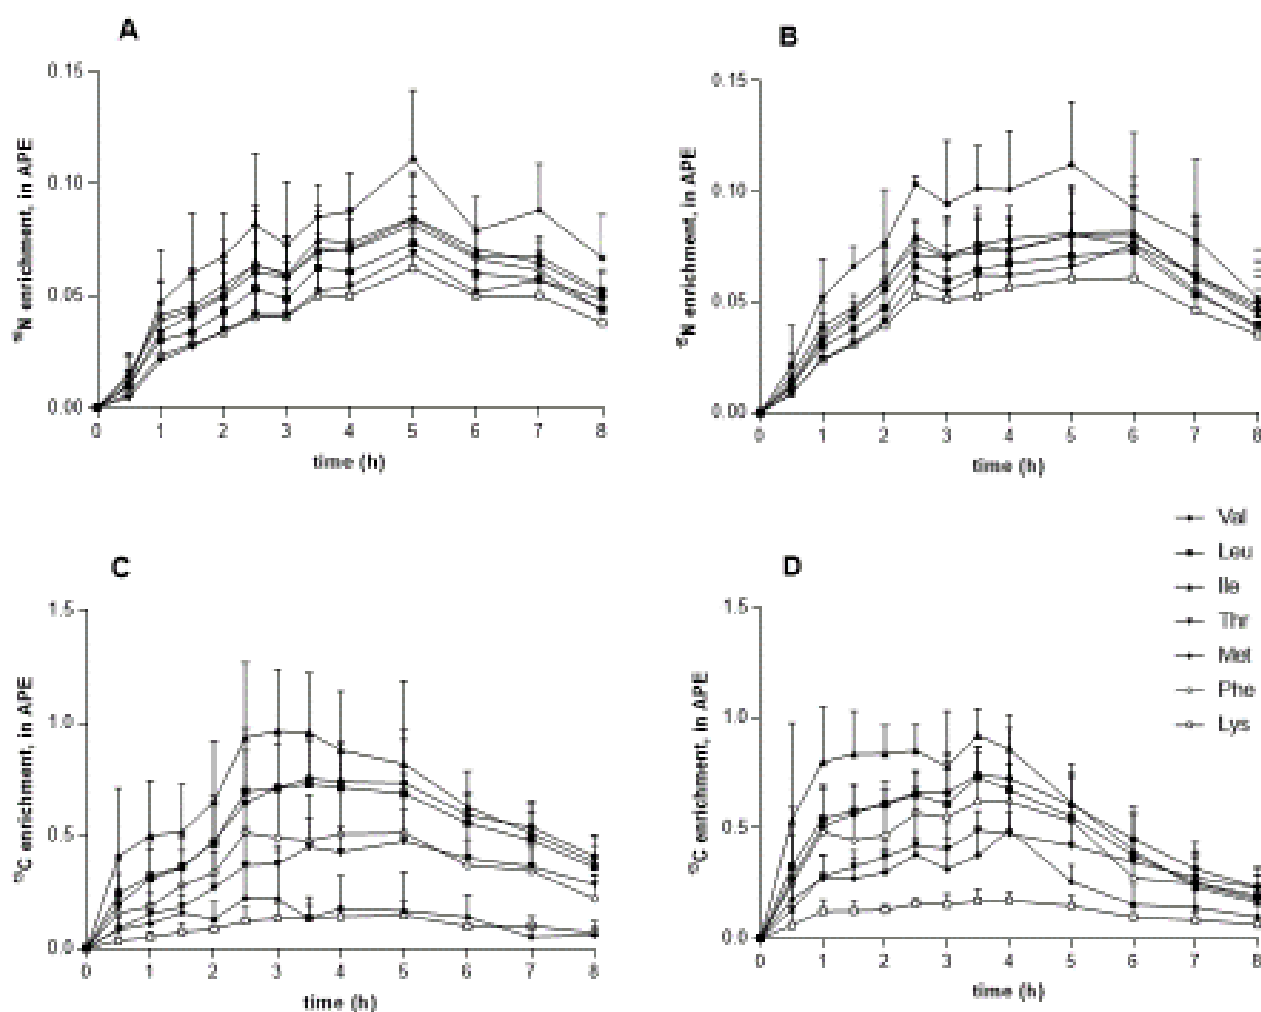 A
B
0.15
0.10
0.05
0.00
N enrichment, in APE
0 1 2 3 4 5 6 7 8
time (h)
0.15
0.10
0.05
0.00
N enrichment, in APE
0 1 2 3 4 5 6 7 8
time (h)
C
D
1.5
1.0
0.5
0.0
C enrichment, in APE
0 1 2 3 4 5 6 7 8
time (h)
1.5
1.0
0.5
0.0
C enrichment, in APE
0 1 2 3 4 5 6 7 8
time (h)
Val
Leu
Ile
Thr
Met
Phe
Lys